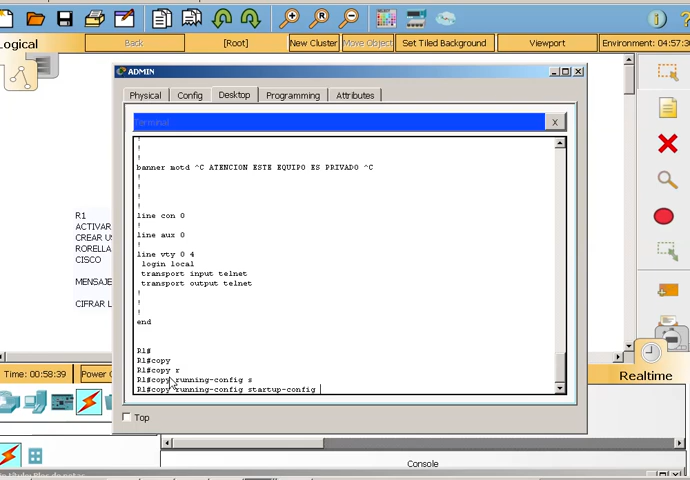 Logical
Back
[Root]
New Cluster
Move Object
Set Tiled Background
Viewport
Environment: 04:57:3
ADMIN
Physical
Config
Desktop
Programming
Attributes
Terminal
X
!
!
!
banner motd ^C ATENCION ESTE EQUIPO ES PRIVADO ^C
!
!
!
!
line con 0
!
line aux 0
!
line vty 0 4
login local
transport input telnet
transport output telnet
!
!
!
end
R1#
R1#copy
R1#copy r
R1#copy running-config s
R1#copy running-config startup-config
Top
R1
ACTIVAR
CREAR U
RORELLA
CISCO
MENSAJE
CIFRAR L
Time: 00:58:39
Power C
Realtime
Console